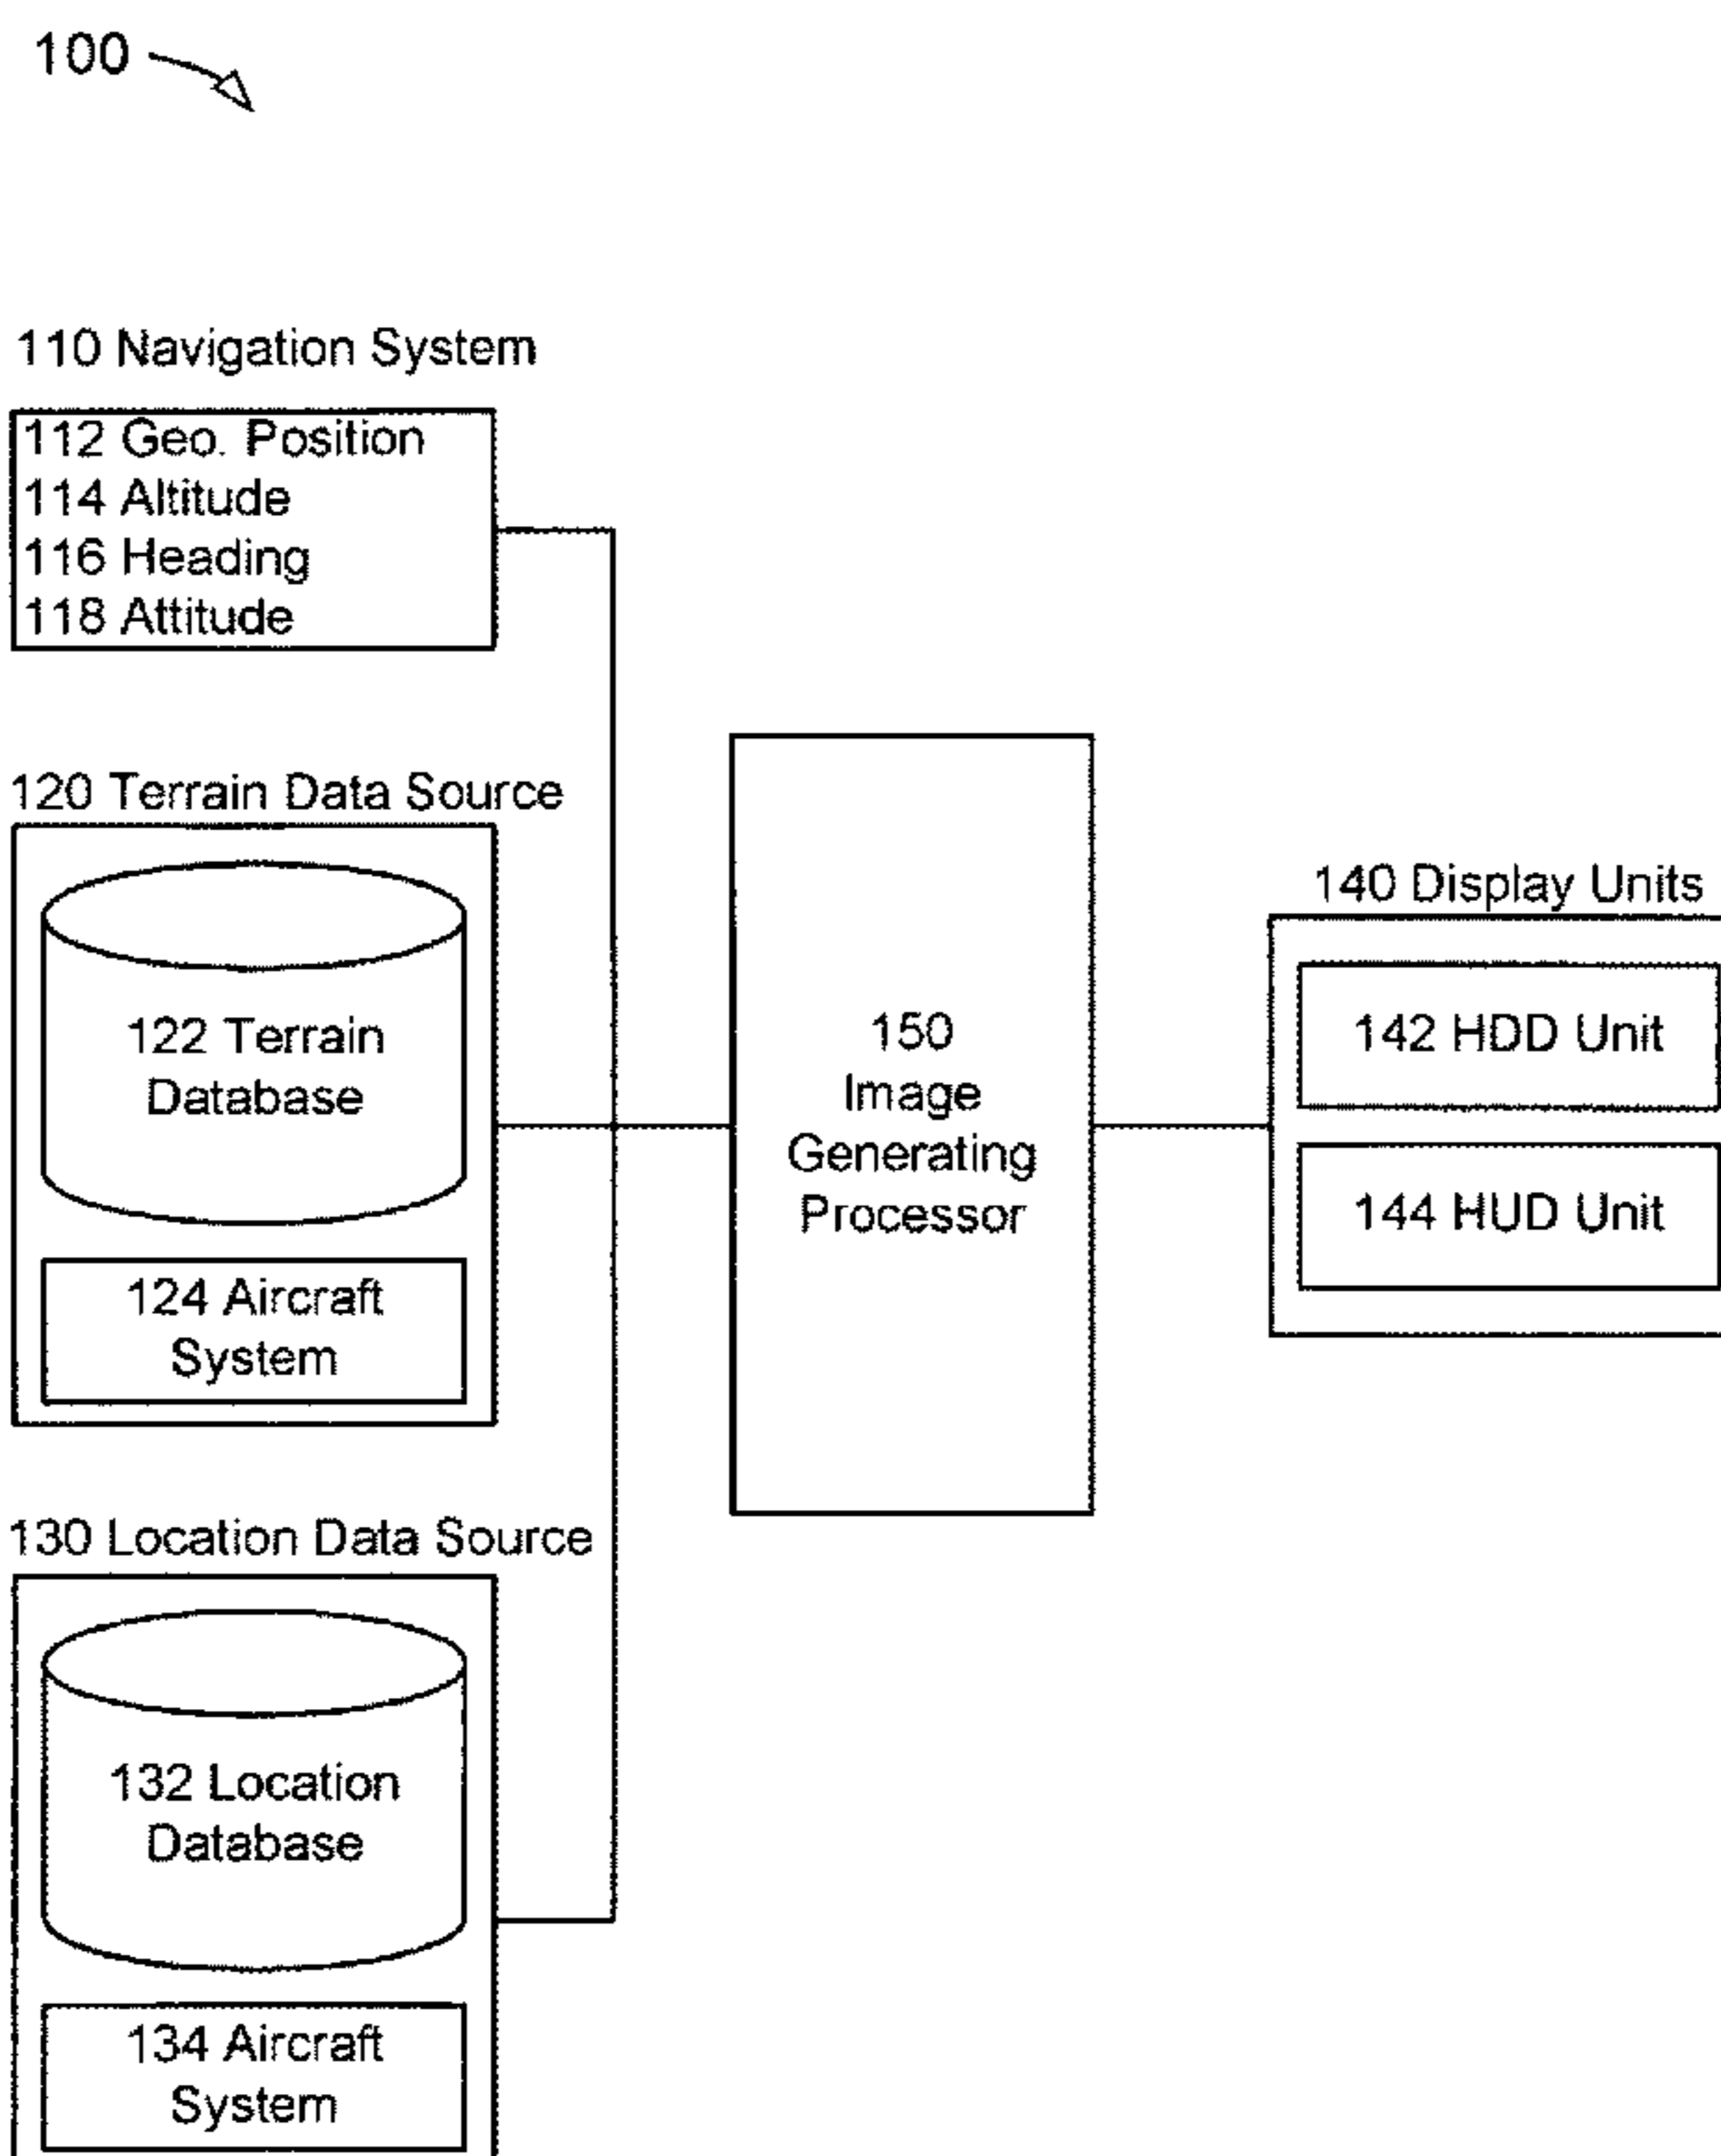 100
110 Navigation System
112 Geo. Position
114 Altitude
116 Heading
118 Attitude
120 Terrain Data Source
122 Terrain
Database
124 Aircraft
System
130 Location Data Source
132 Location
Database
134 Aircraft
System
150
Image
Generating
Processor
140 Display Units
142 HDD Unit
144 HUD Unit